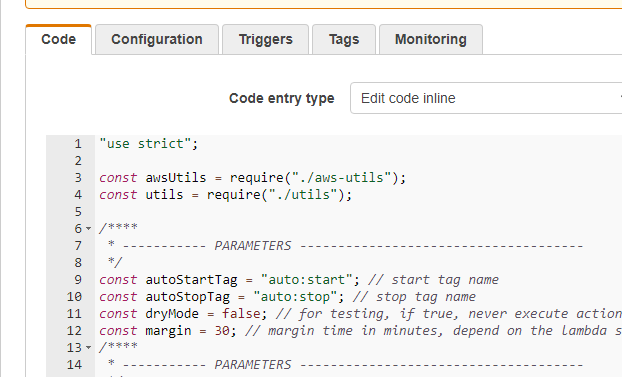 Code Configuration Triggers Tags Monitoring
Code entry type Edit code inline
1 "use strict";
2
3 const awsUtils = require("./aws-utils");
4 const utils = require("./utils");
5
6 /****
7 * ----------- PARAMETERS -------------------------------------
8 */
9 const autoStartTag = "auto:start"; // start tag name
10 const autoStopTag = "auto:stop"; // stop tag name
11 const dryMode = false; // for testing, if true, never execute action
12 const margin = 30; // margin time in minutes, depend on the lambda s
13 /****
14 * ----------- PARAMETERS -------------------------------------